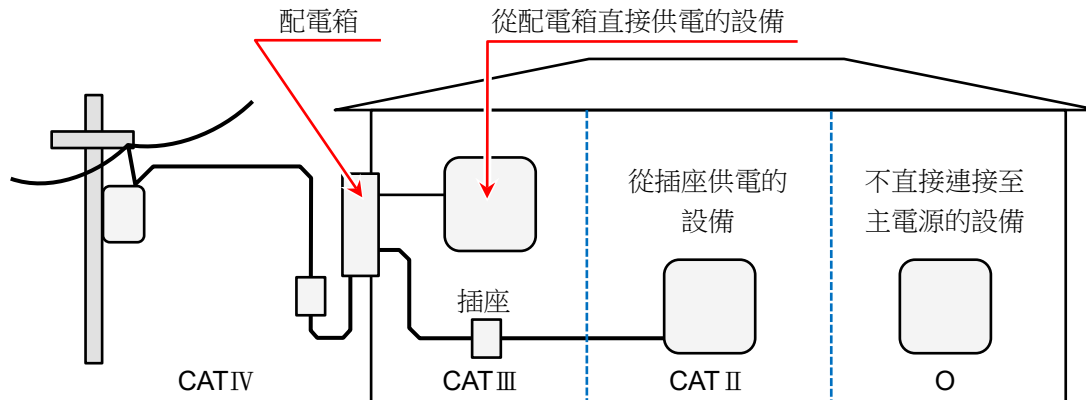 配電箱
從配電箱直接供電的設備
從插座供電的
設備
不直接連接至
主電源的設備
插座
CATⅣ
CATⅢ
CATⅡ
O